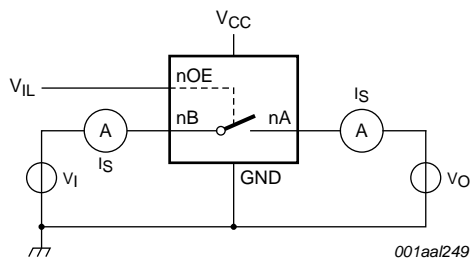 VCC
nOE
VIL
nB
nA
IS
A
IS
A
GND
VI
VO
001aal249